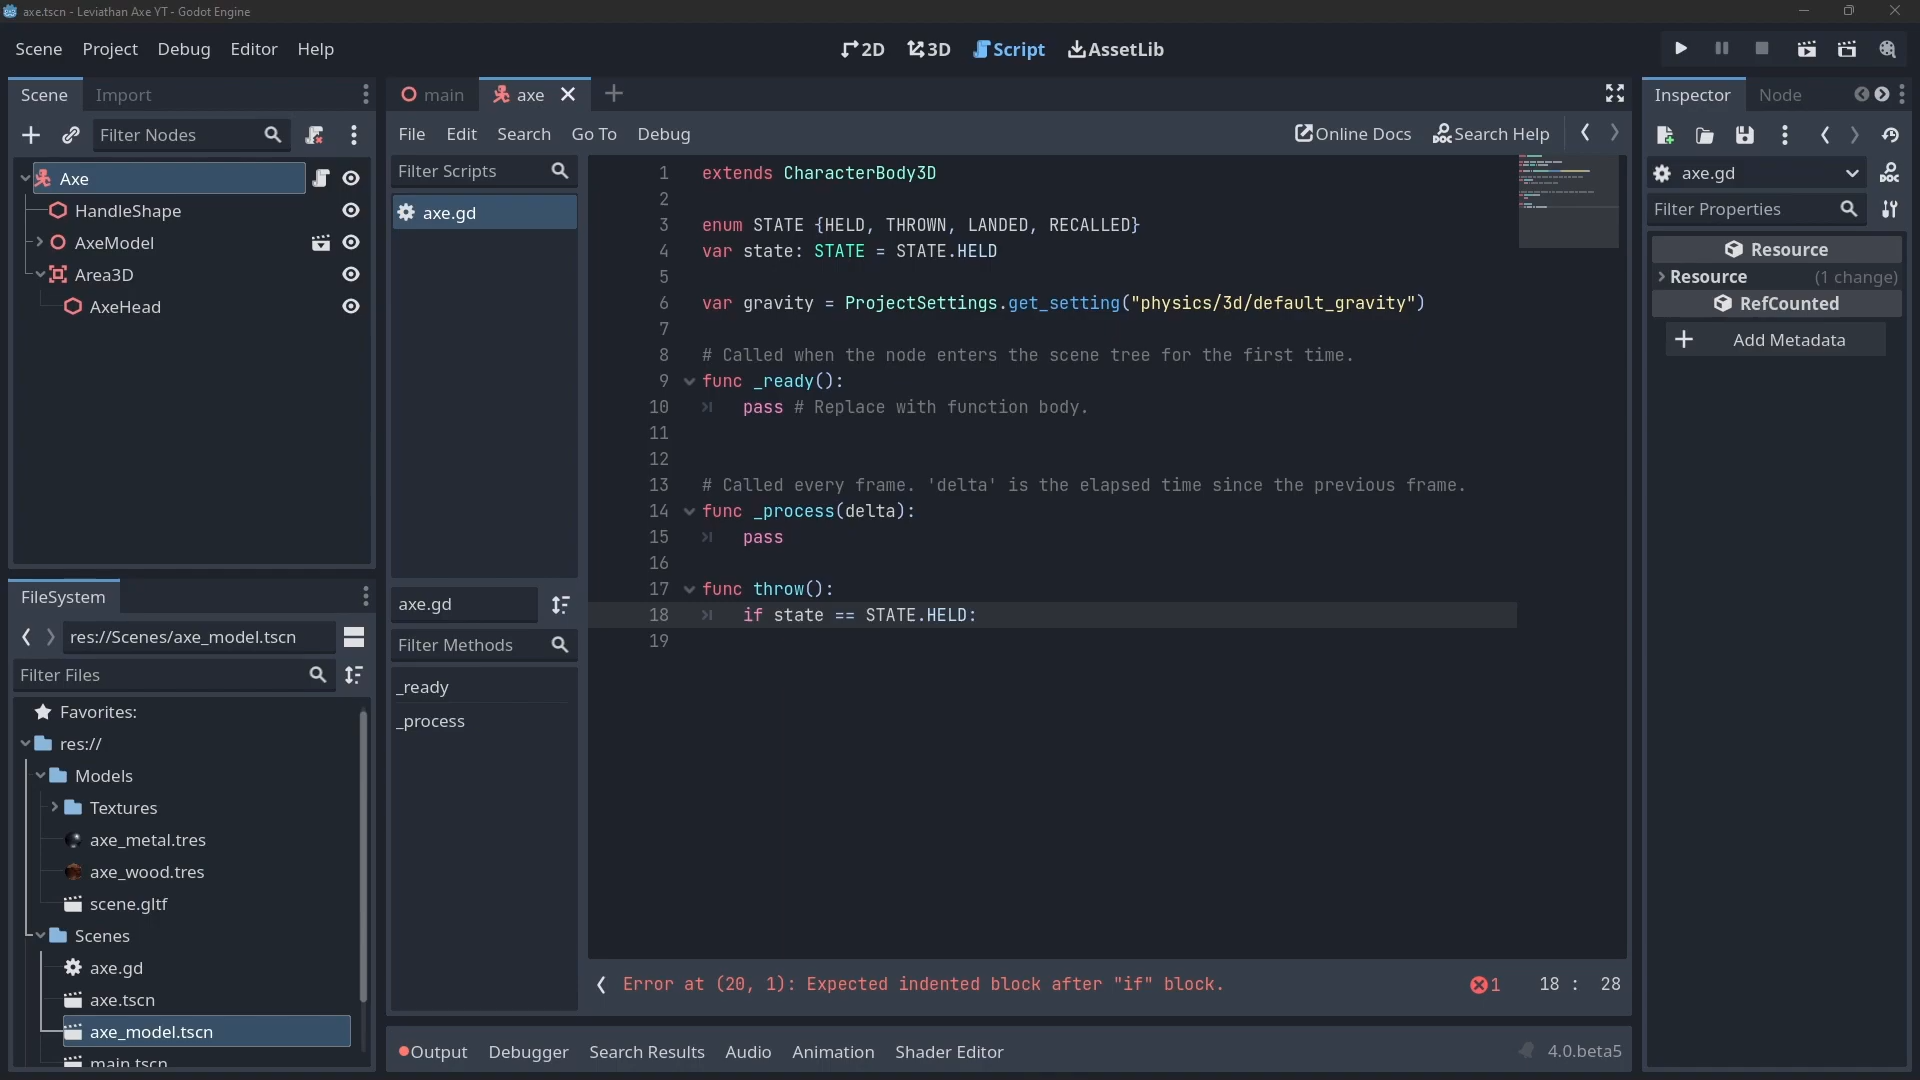 axe.tscn - Leviathan Axe YT - Godot Engine
Scene Project Debug Editor Help
2D 3D Script AssetLib
Scene Import
Filter Nodes
Axe
HandleShape
AxeModel
Area3D
AxeHead
FileSystem
res://Scenes/axe_model.tscn
Filter Files
Favorites:
res://
Models
Textures
axe_metal.tres
axe_wood.tres
scene.gltf
Scenes
axe.gd
axe.tscn
axe_model.tscn
main.tscn
main axe
File Edit Search Go To Debug
Online Docs Search Help
Filter Scripts
axe.gd
axe.gd
Filter Methods
_ready
_process
1 extends CharacterBody3D
2
3 enum STATE {HELD, THROWN, LANDED, RECALLED}
4 var state: STATE = STATE.HELD
5
6 var gravity = ProjectSettings.get_setting("physics/3d/default_gravity")
7
8 # Called when the node enters the scene tree for the first time.
9 func _ready():
10 pass # Replace with function body.
11
12
13 # Called every frame. 'delta' is the elapsed time since the previous frame.
14 func _process(delta):
15 pass
16
17 func throw():
18 if state == STATE.HELD:
19
Error at (20, 1): Expected indented block after "if" block.
1 18 : 28
Output Debugger Search Results Audio Animation Shader Editor
4.0.beta5
Inspector Node
axe.gd
Filter Properties
Resource
Resource (1 change)
RefCounted
Add Metadata